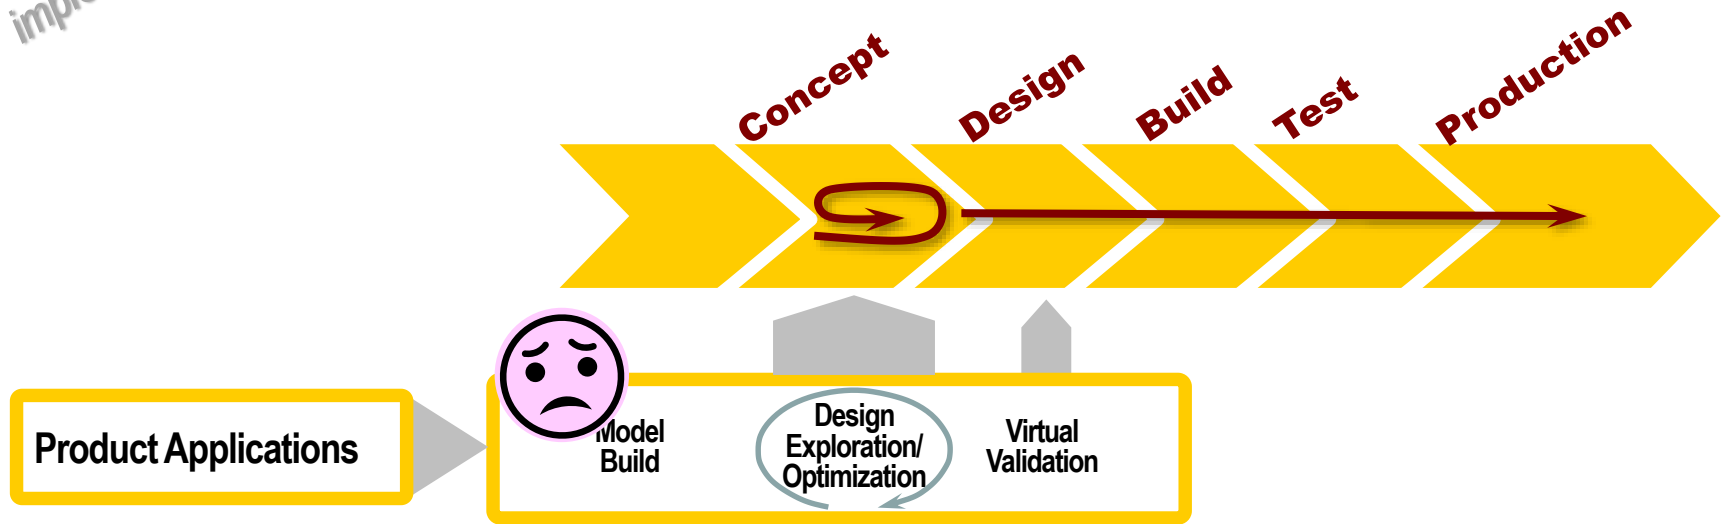 Concept
Design
Build
Test
Production
Product Applications
Model
Build
Design
Exploration/
Optimization
Virtual
Validation